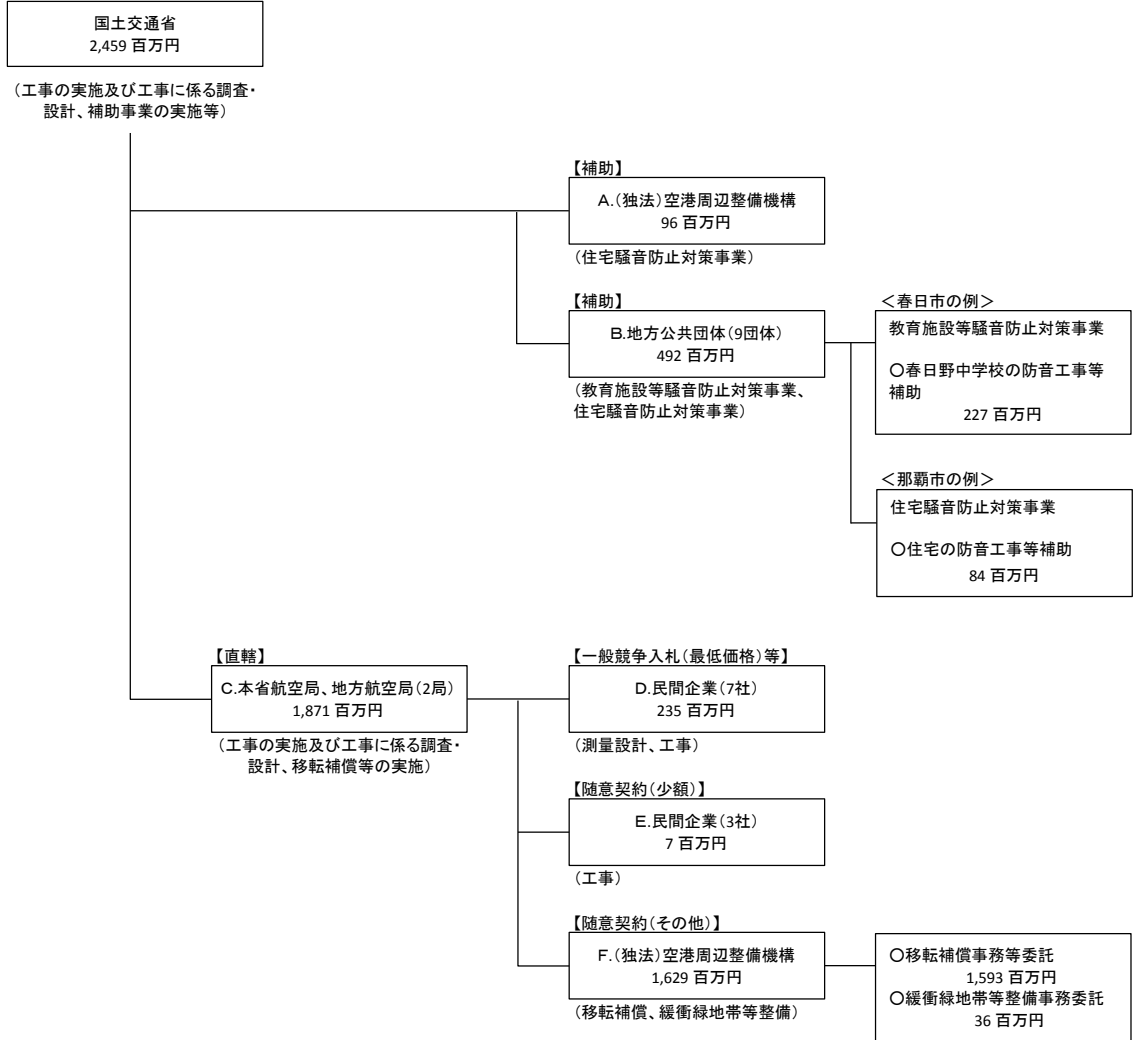 国土交通省
2,459 百万円
（工事の実施及び工事に係る調査・
設計、補助事業の実施等）
【補助】
A.（独法）空港周辺整備機構
96 百万円
（住宅騒音防止対策事業）
【補助】
B.地方公共団体（9団体）
492 百万円
（教育施設等騒音防止対策事業、
住宅騒音防止対策事業）
＜春日市の例＞
教育施設等騒音防止対策事業
○春日野中学校の防音工事等
補助
227 百万円
＜那覇市の例＞
住宅騒音防止対策事業
○住宅の防音工事等補助
84 百万円
【直轄】
C.本省航空局、地方航空局（2局）
1,871 百万円
（工事の実施及び工事に係る調査・
設計、移転補償等の実施）
【一般競争入札（最低価格）等】
D.民間企業（7社）
235 百万円
（測量設計、工事）
【随意契約（少額）】
E.民間企業（3社）
7 百万円
（工事）
【随意契約（その他）】
F.（独法）空港周辺整備機構
1,629 百万円
（移転補償、緩衝緑地帯等整備）
○移転補償事務等委託
1,593 百万円
○緩衝緑地帯等整備事務委託
36 百万円